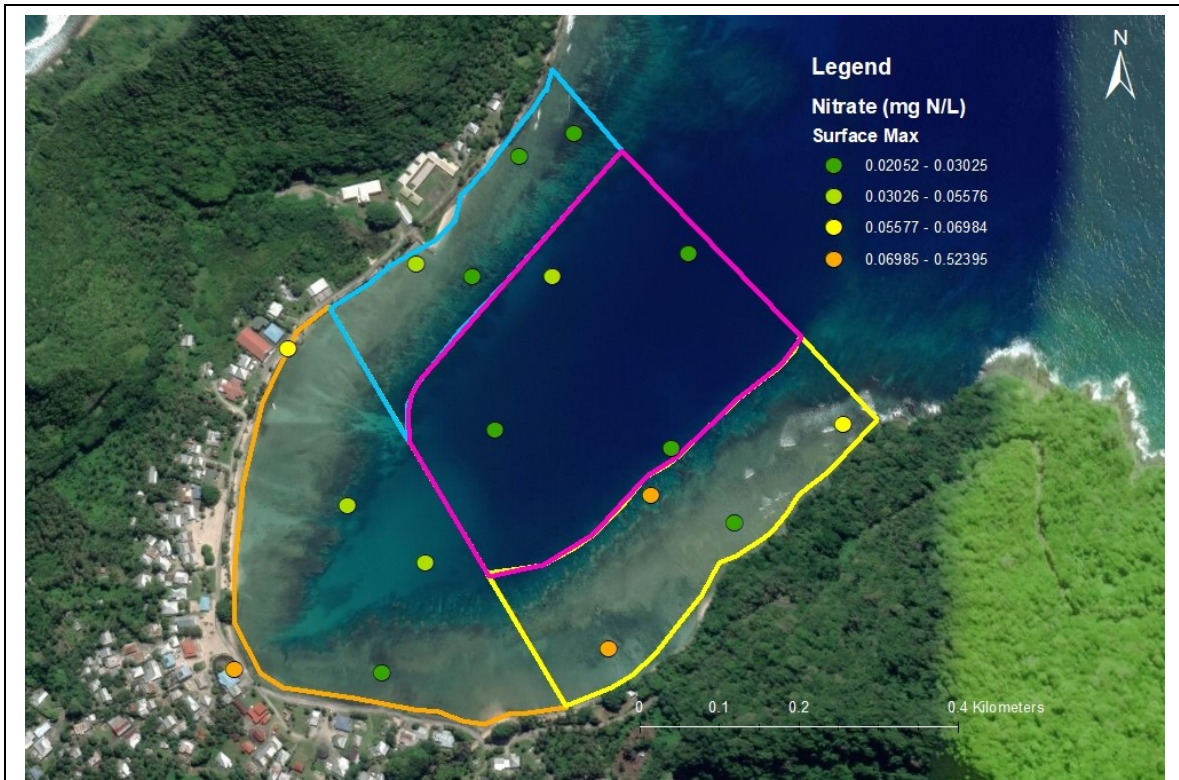 N
Legend
Nitrate (mg N/L)
Surface Max
0.02052 - 0.03025
0.03026 - 0.05576
0.05577 - 0.06984
0.06985 - 0.52395
0 0.1 0.2 0.4 Kilometers